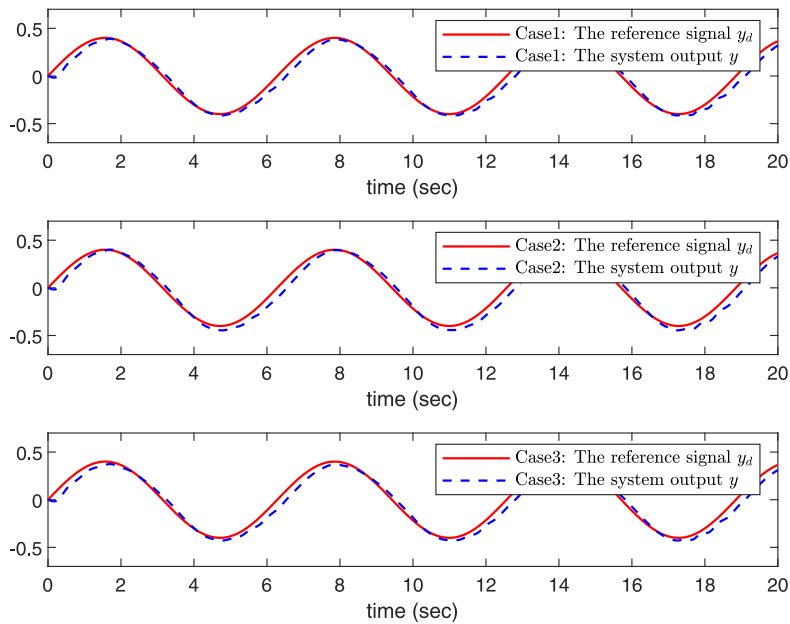 0.5
0
-0.5
Case1: The reference signal y_d
Case1: The system output y
0 2 4 6 8 10 12 14 16 18 20
time (sec)
0.5
0
-0.5
Case2: The reference signal y_d
Case2: The system output y
0 2 4 6 8 10 12 14 16 18 20
time (sec)
0.5
0
-0.5
Case3: The reference signal y_d
Case3: The system output y
0 2 4 6 8 10 12 14 16 18 20
time (sec)